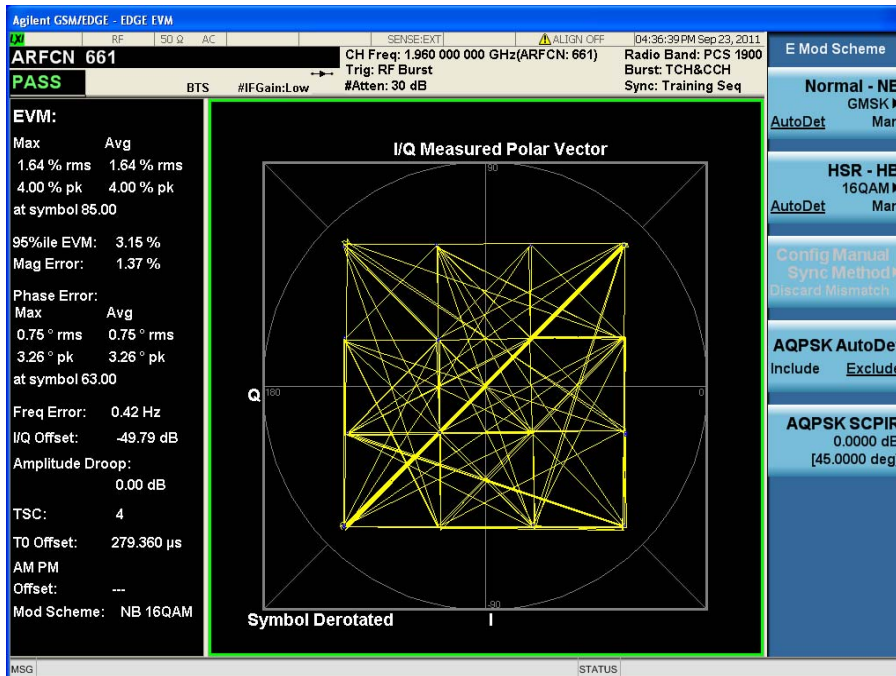 Agilent GSM/EDGE - EDGE EVM
LXI RF 50 Ω AC SENSE:EXT ALIGN OFF 04:36:39 PM Sep 23, 2011
ARFCN 661
PASS
BTS #IFGain:Low
CH Freq: 1.960 000 000 GHz(ARFCN: 661)
Trig: RF Burst
#Atten: 30 dB
Radio Band: PCS 1900
Burst: TCH&CCH
Sync: Training Seq
EVM:
Max Avg
1.64 % rms 1.64 % rms
4.00 % pk 4.00 % pk
at symbol 85.00
95%ile EVM: 3.15 %
Mag Error: 1.37 %
Phase Error:
Max Avg
0.75 ° rms 0.75 ° rms
3.26 ° pk 3.26 ° pk
at symbol 63.00
Freq Error: 0.42 Hz
I/Q Offset: -49.79 dB
Amplitude Droop:
0.00 dB
TSC: 4
T0 Offset: 279.360 µs
AM PM
Offset: ---
Mod Scheme: NB 16QAM
I/Q Measured Polar Vector
90
Q 180
0
-90
Symbol Derotated I
E Mod Scheme
Normal - NB
GMSK
AutoDet Man
HSR - HB
16QAM
AutoDet Man
Config Manual
Sync Method
Discard Mismatch
AQPSK AutoDe
Include Exclude
AQPSK SCPIR
0.0000 dB
[45.0000 deg]
MSG STATUS